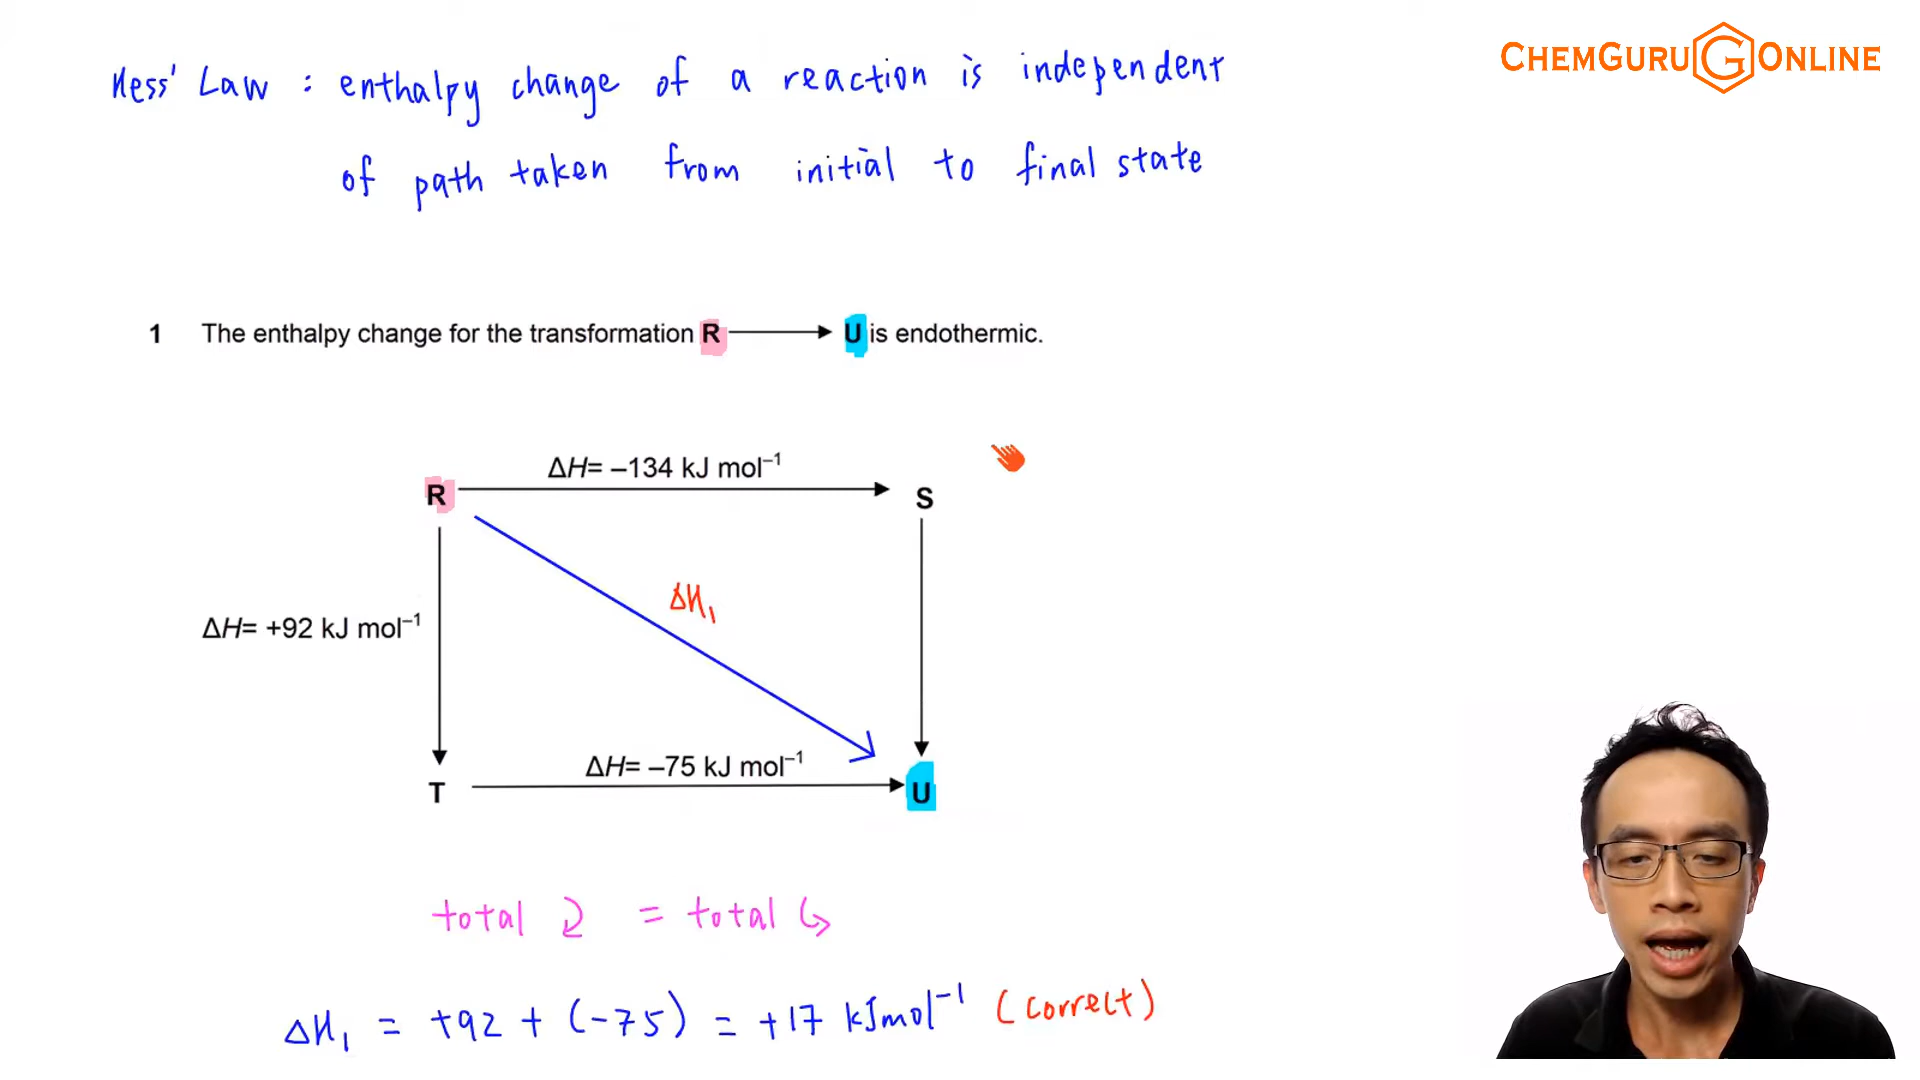 CHEMGURU G ONLINE
Hess' Law : enthalpy change of a reaction is independent
of path taken from initial to final state
1 The enthalpy change for the transformation R ⟶ U is endothermic.
ΔH= –134 kJ mol⁻¹
R S
ΔH₁
ΔH= +92 kJ mol⁻¹
ΔH= –75 kJ mol⁻¹
T U
total ⤵ = total ↳
ΔH₁ = +92 + (-75) = +17 kJmol⁻¹ (correct)